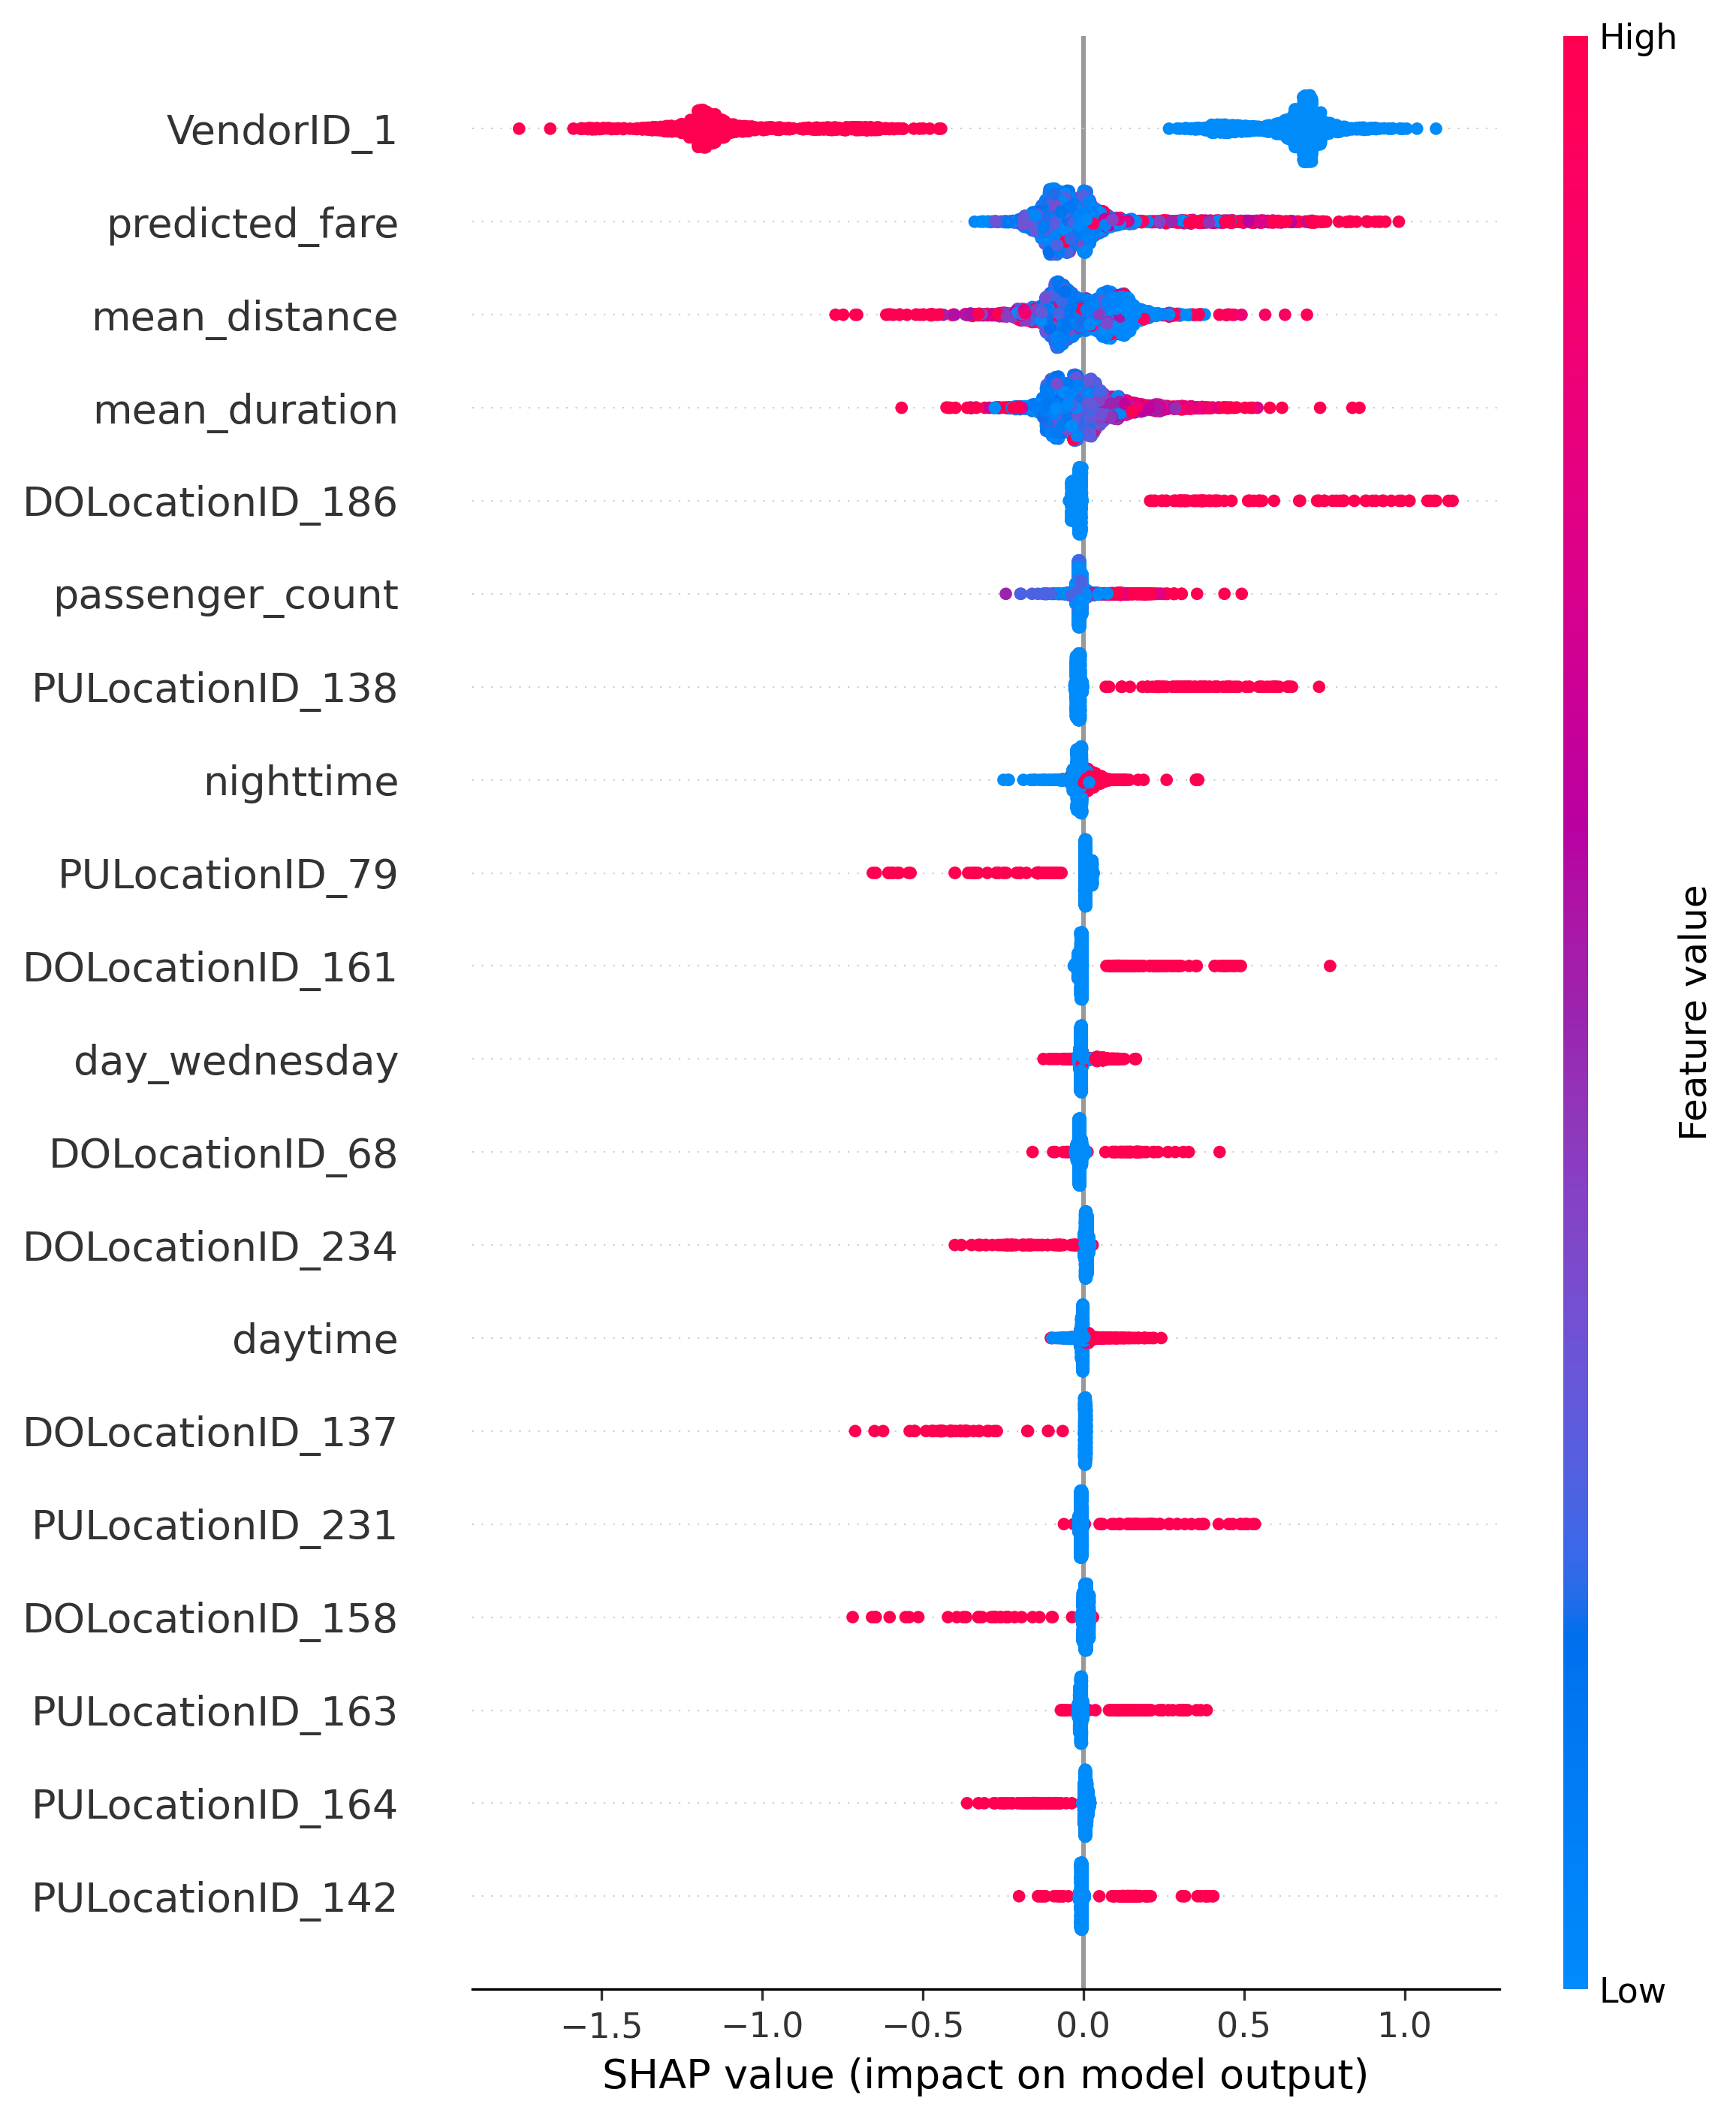 High
VendorID_1
predicted_fare
mean_distance
mean_duration
DOLocationID_186
passenger_count
PULocationID_138
nighttime
PULocationID_79
DOLocationID_161
day_wednesday
DOLocationID_68
DOLocationID_234
daytime
DOLocationID_137
PULocationID_231
DOLocationID_158
PULocationID_163
PULocationID_164
PULocationID_142
Feature value
Low
−1.5 −1.0 −0.5 0.0 0.5 1.0
SHAP value (impact on model output)